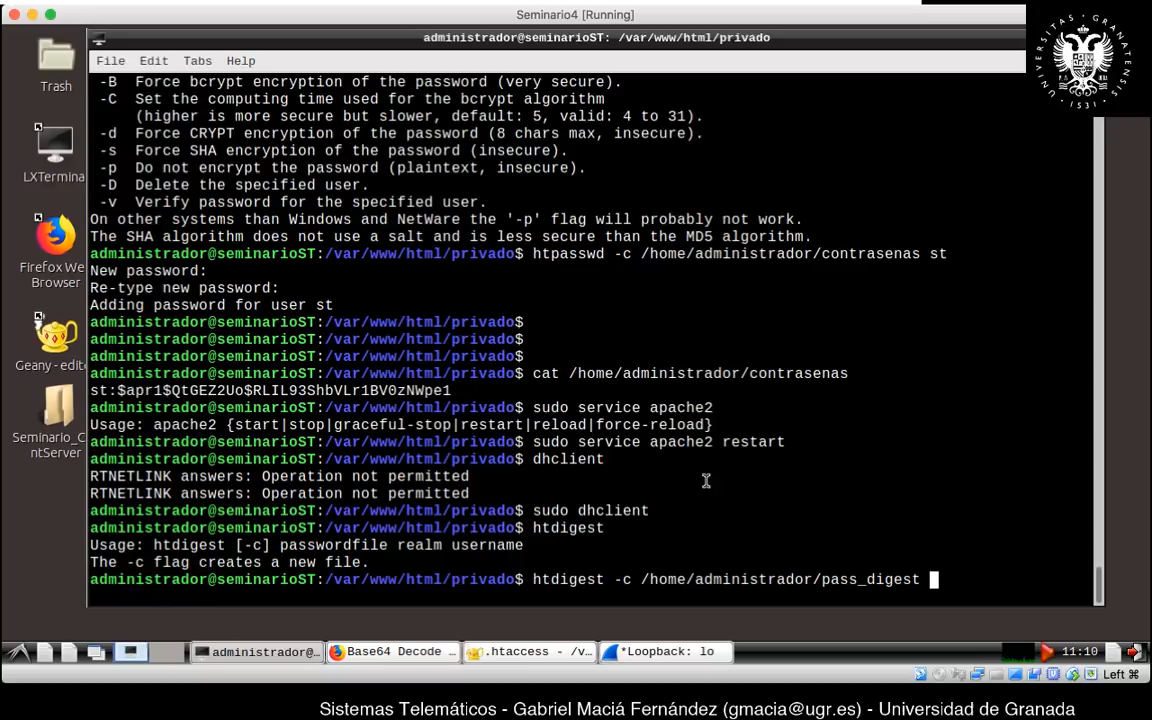 Seminario4 [Running]
administrador@seminarioST: /var/www/html/privado
File Edit Tabs Help
-B Force bcrypt encryption of the password (very secure).
-C Set the computing time used for the bcrypt algorithm
(higher is more secure but slower, default: 5, valid: 4 to 31).
-d Force CRYPT encryption of the password (8 chars max, insecure).
-s Force SHA encryption of the password (insecure).
-p Do not encrypt the password (plaintext, insecure).
-D Delete the specified user.
-v Verify password for the specified user.
On other systems than Windows and NetWare the '-p' flag will probably not work.
The SHA algorithm does not use a salt and is less secure than the MD5 algorithm.
administrador@seminarioST:/var/www/html/privado$ htpasswd -c /home/administrador/contrasenas st
New password:
Re-type new password:
Adding password for user st
administrador@seminarioST:/var/www/html/privado$
administrador@seminarioST:/var/www/html/privado$
administrador@seminarioST:/var/www/html/privado$
administrador@seminarioST:/var/www/html/privado$ cat /home/administrador/contrasenas
st:$apr1$QtGEZ2Uo$RLIL93ShbVLr1BV0zNWpe1
administrador@seminarioST:/var/www/html/privado$ sudo service apache2
Usage: apache2 {start|stop|graceful-stop|restart|reload|force-reload}
administrador@seminarioST:/var/www/html/privado$ sudo service apache2 restart
administrador@seminarioST:/var/www/html/privado$ dhclient
RTNETLINK answers: Operation not permitted
RTNETLINK answers: Operation not permitted
administrador@seminarioST:/var/www/html/privado$ sudo dhclient
administrador@seminarioST:/var/www/html/privado$ htdigest
Usage: htdigest [-c] passwordfile realm username
The -c flag creates a new file.
administrador@seminarioST:/var/www/html/privado$ htdigest -c /home/administrador/pass_digest
Trash
LXTermina
Firefox We
Browser
Geany - edit
Seminario_C
ntServer
administrador@... Base64 Decode ... .htaccess - /v... *Loopback: lo 11:10
Left ⌘
UNIVERSITAS GRANATENSIS 1531
Sistemas Telemáticos - Gabriel Maciá Fernández (gmacia@ugr.es) - Universidad de Granada